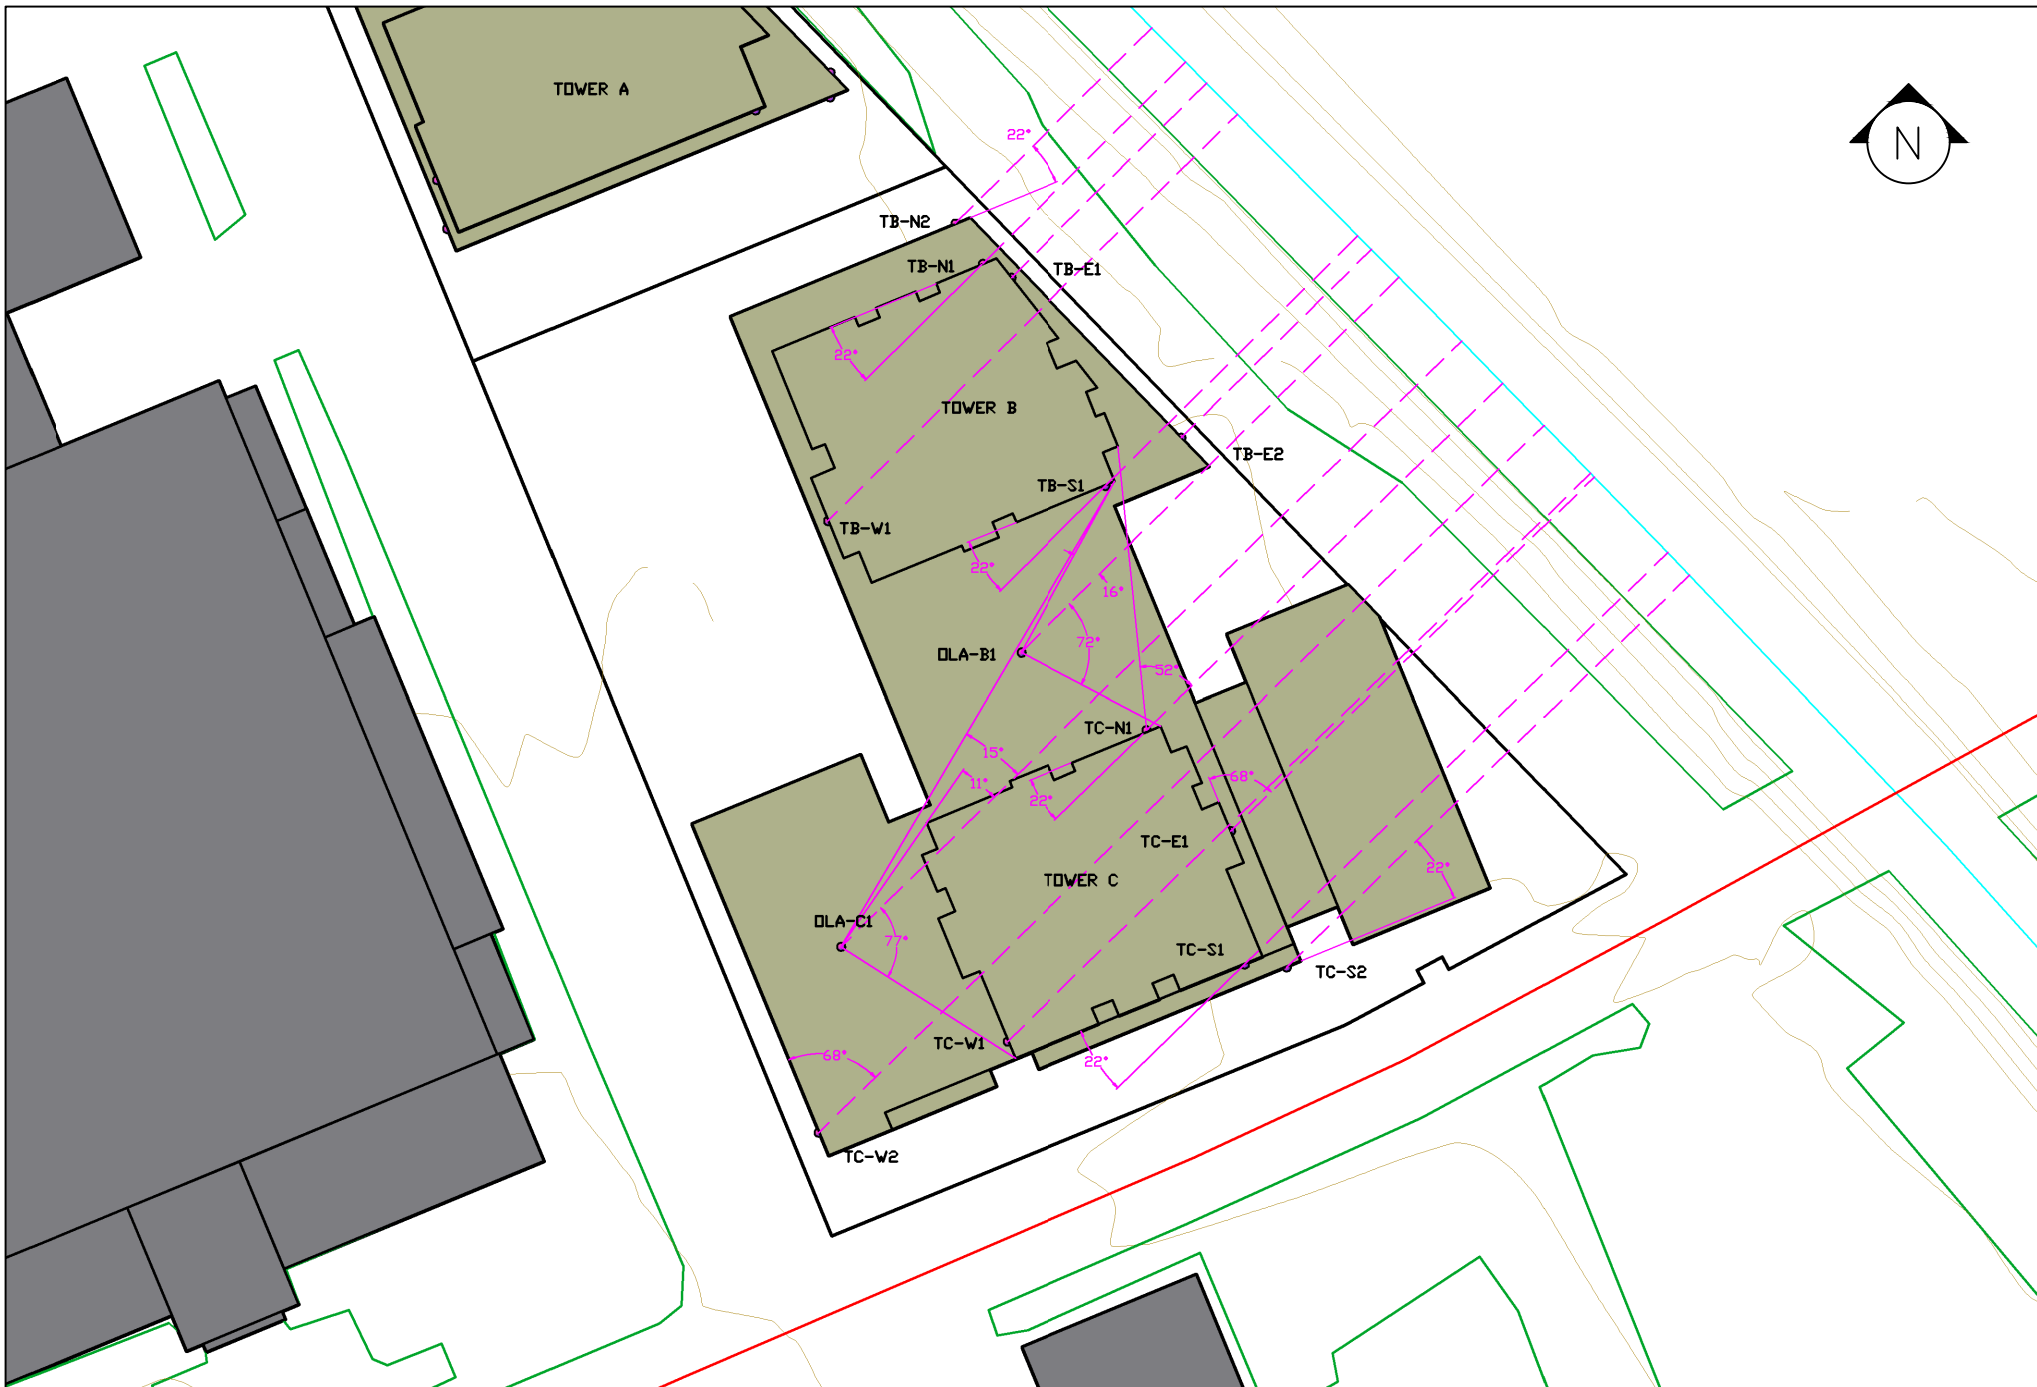 TOWER A
N
22°
TB-N2
TB-N1
TB-E1
22°
TOWER B
TB-E2
TB-S1
TB-W1
22°
16°
72°
OLA-B1
52°
TC-N1
15°
11°
68°
22°
TC-E1
22°
TOWER C
OLA-C1
77°
TC-S1
TC-S2
TC-W1
68°
22°
TC-W2